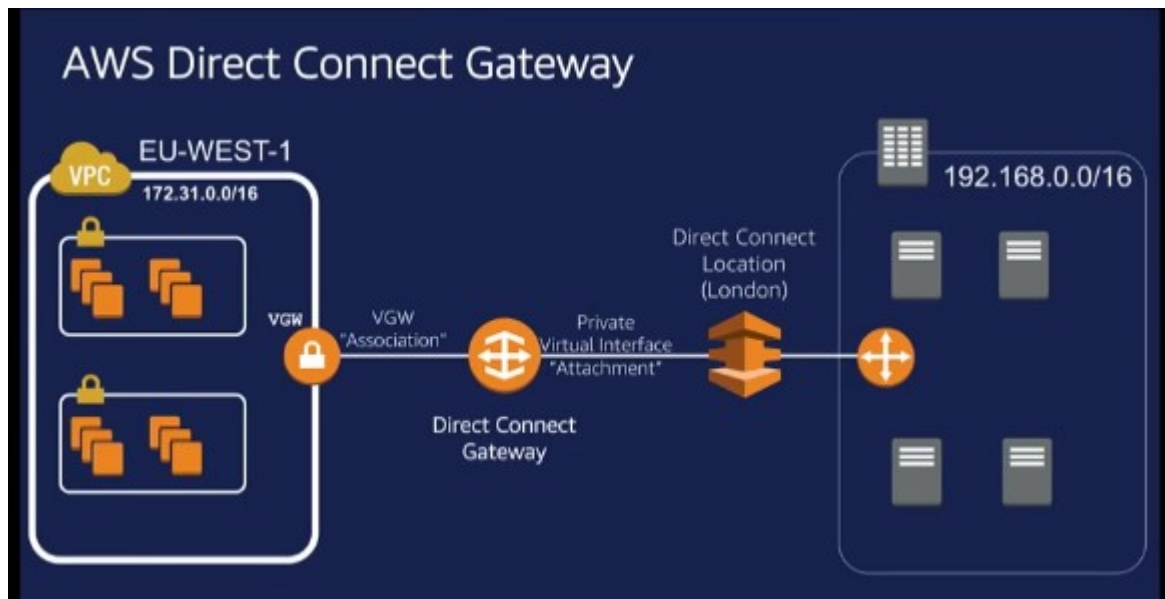 AWS Direct Connect Gateway
EU-WEST-1
VPC
172.31.0.0/16
192.168.0.0/16
Direct Connect
Location
(London)
VGW
VGW
"Association"
Private
Virtual Interface
"Attachment"
Direct Connect
Gateway